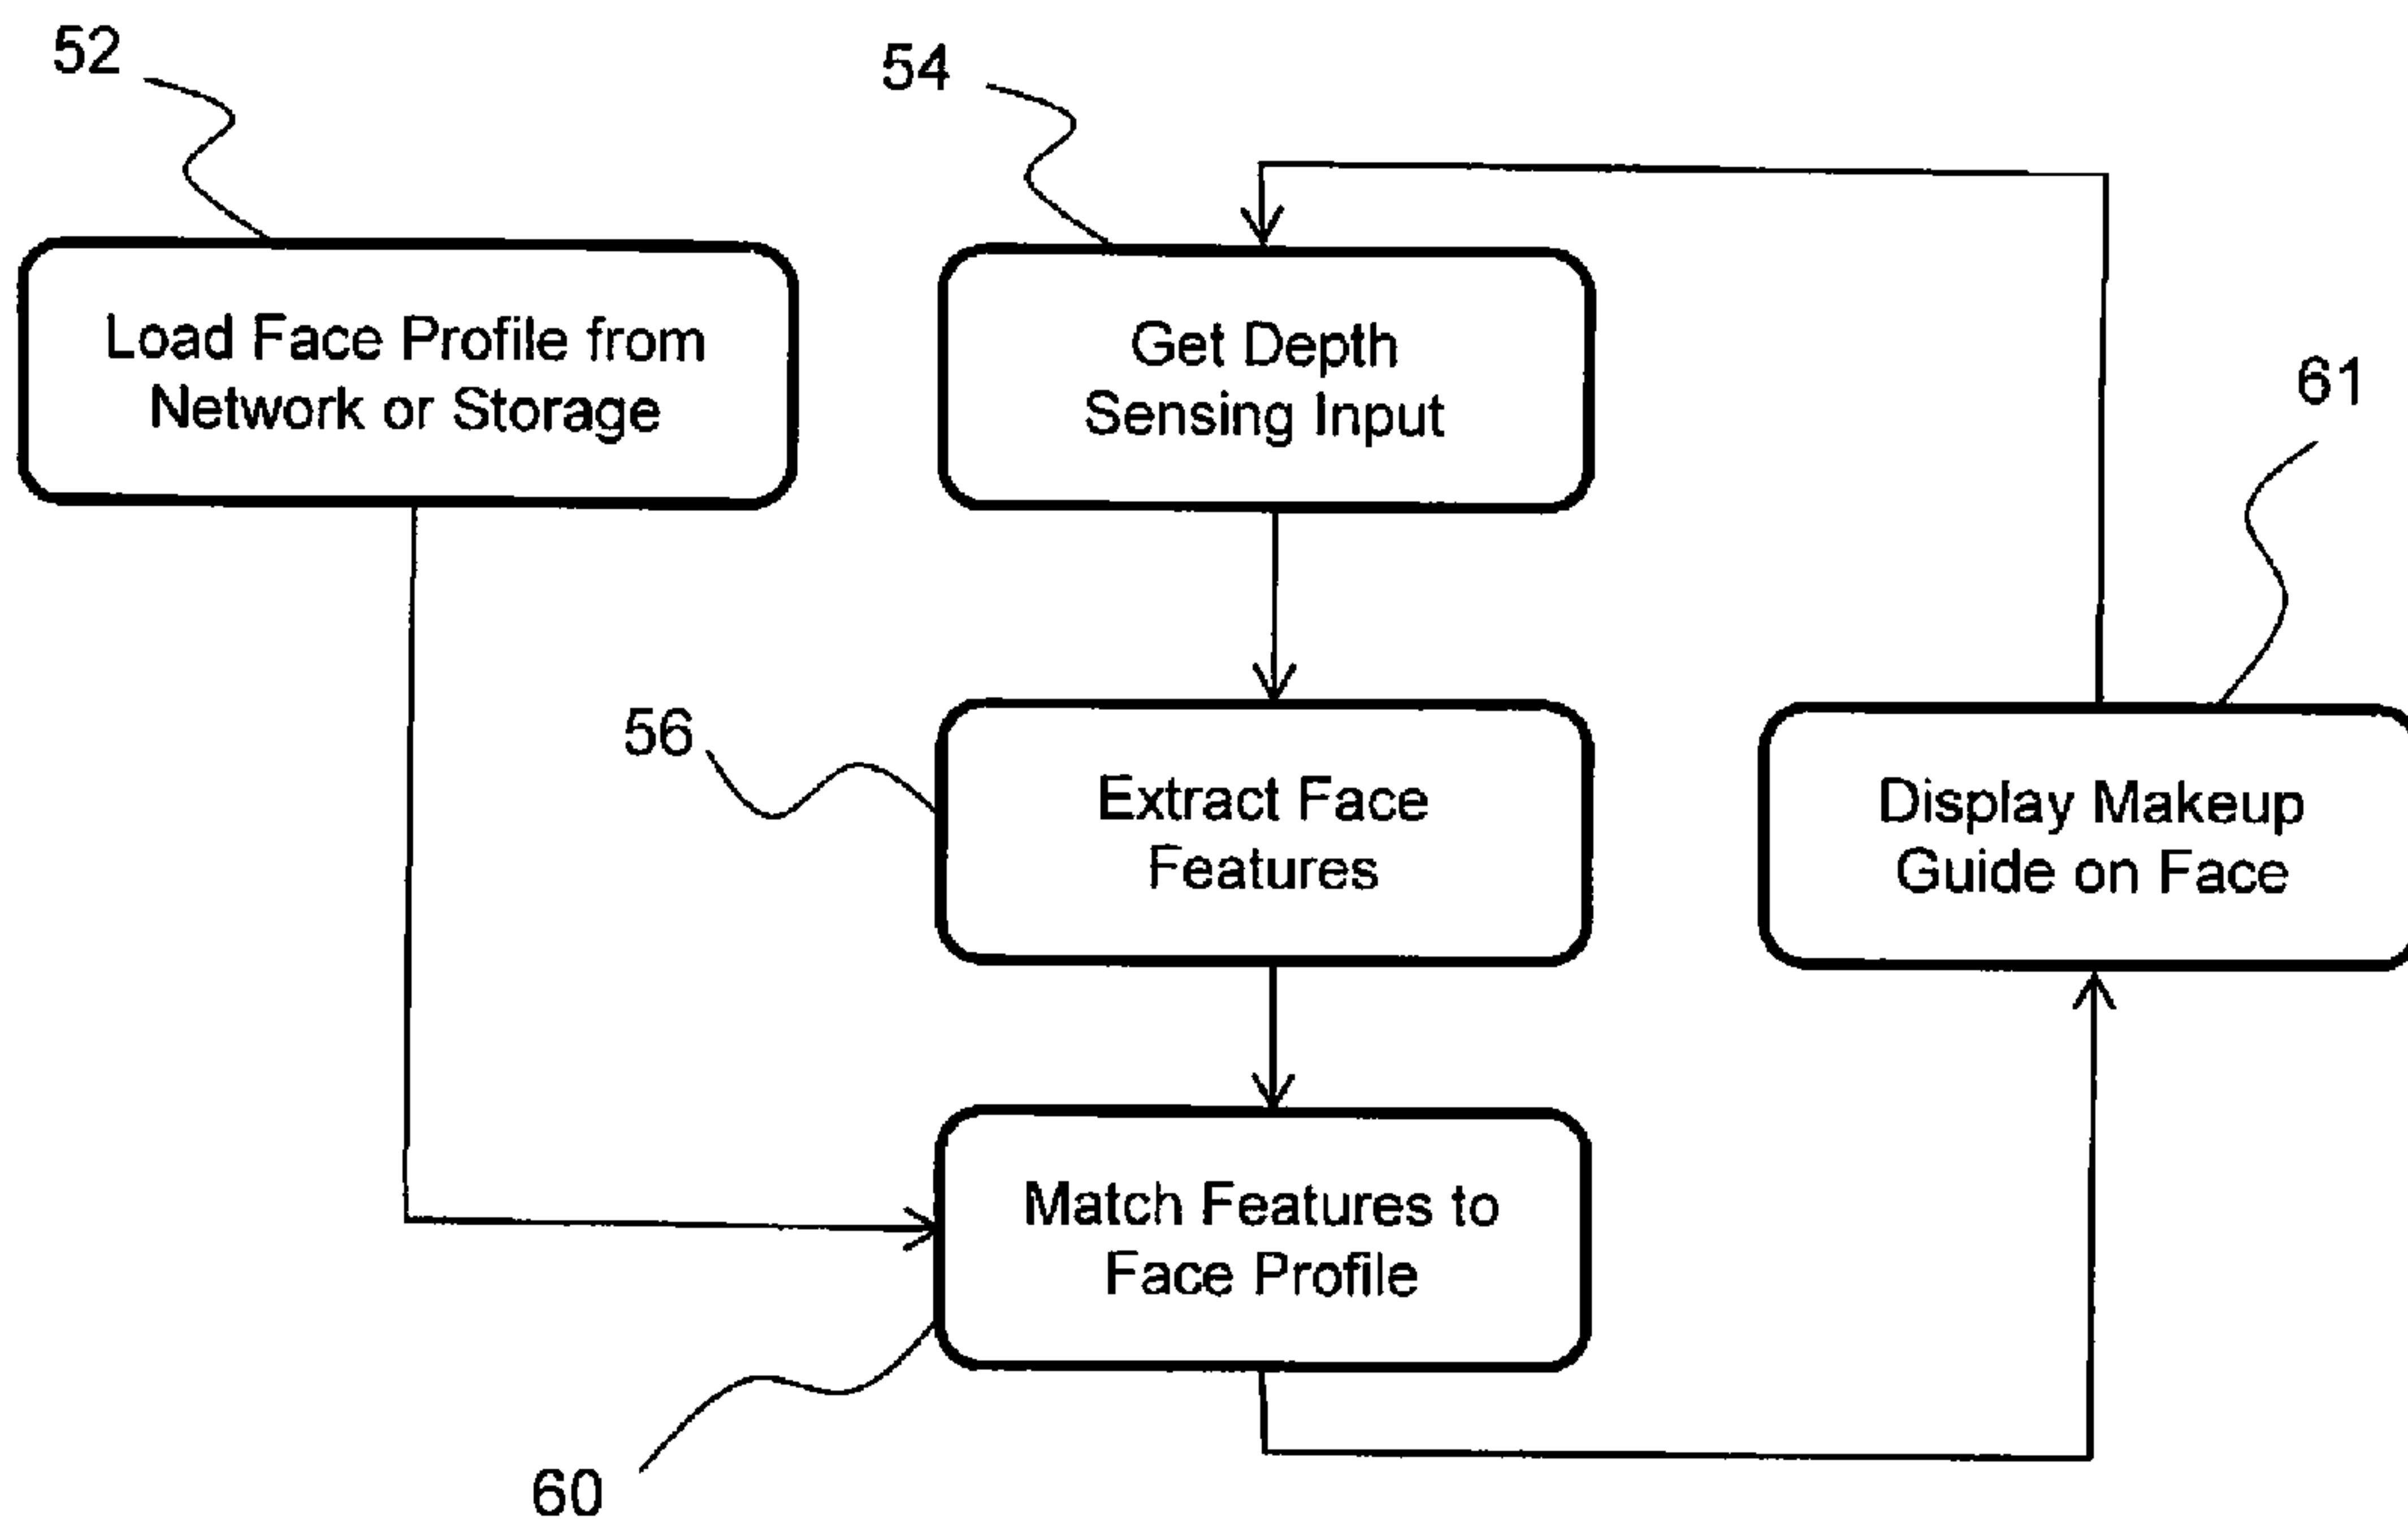 52
54
Load Face Profile from
Network or Storage
Get Depth
Sensing Input
61
56
Extract Face
Features
Display Makeup
Guide on Face
Match Features to
Face Profile
60